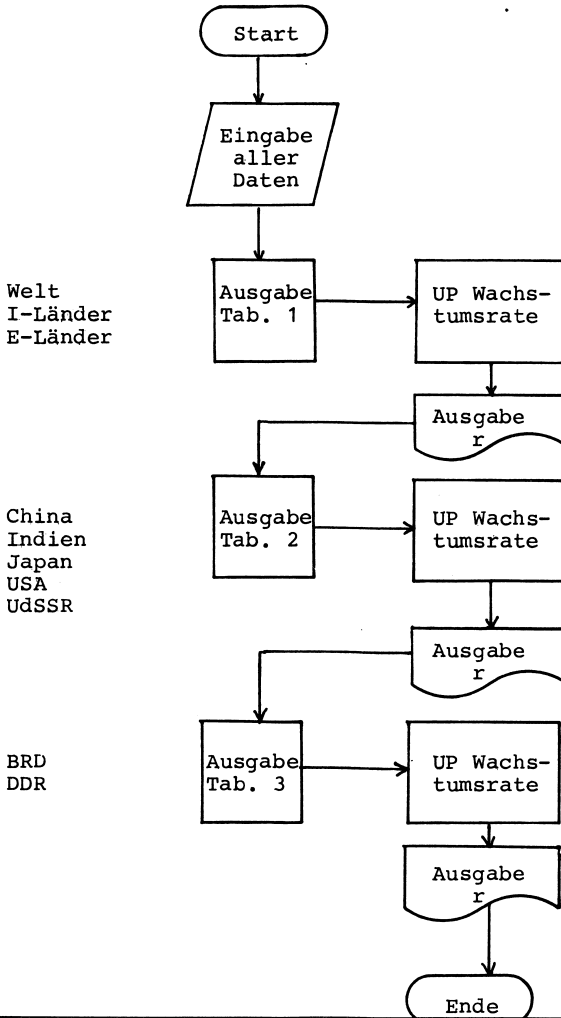 Start
Eingabe
aller
Daten
Welt
I-Länder
E-Länder
Ausgabe
Tab. 1
UP Wachs-
tumsrate
Ausgabe
r
China
Indien
Japan
USA
UdSSR
Ausgabe
Tab. 2
UP Wachs-
tumsrate
Ausgabe
r
BRD
DDR
Ausgabe
Tab. 3
UP Wachs-
tumsrate
Ausgabe
r
Ende